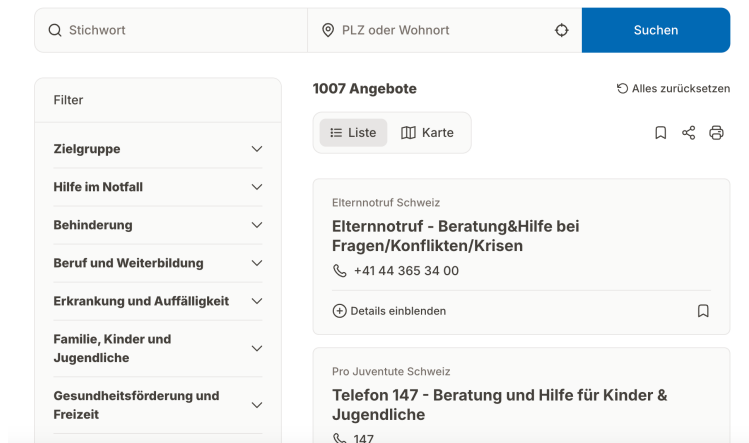 Stichwort
PLZ oder Wohnort
Suchen
Filter
Zielgruppe
Hilfe im Notfall
Behinderung
Beruf und Weiterbildung
Erkrankung und Auffälligkeit
Familie, Kinder und
Jugendliche
Gesundheitsförderung und
Freizeit
1007 Angebote
Alles zurücksetzen
Liste
Karte
Elternnotruf Schweiz
Elternnotruf - Beratung&Hilfe bei
Fragen/Konflikten/Krisen
+41 44 365 34 00
Details einblenden
Pro Juventute Schweiz
Telefon 147 - Beratung und Hilfe für Kinder &
Jugendliche
147